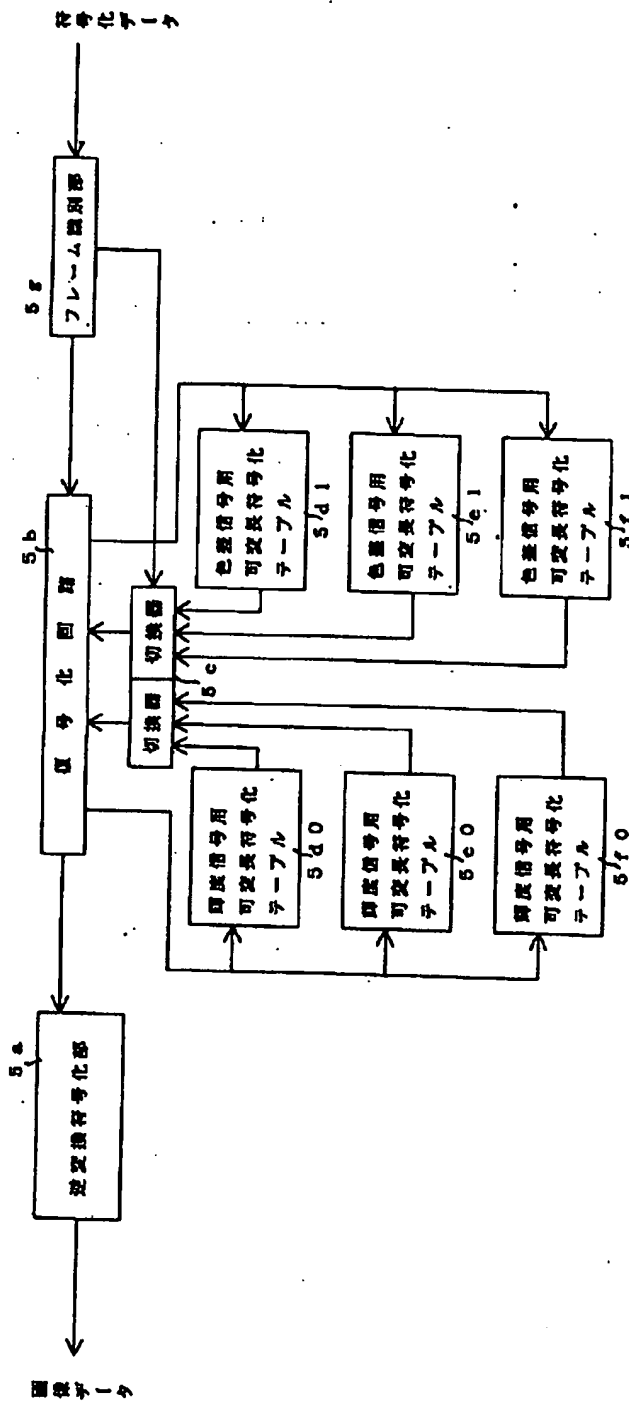 符号化データ
5g
フレーム識別部
5b
復号化回路
切換器
切換器
5c
色差信号用
可変長符号化
テーブル
5d1
色差信号用
可変長符号化
テーブル
5e1
色差信号用
可変長符号化
テーブル
5f1
輝度信号用
可変長符号化
テーブル
5d0
輝度信号用
可変長符号化
テーブル
5e0
輝度信号用
可変長符号化
テーブル
5f0
5a
逆変換符号化部
画像データ